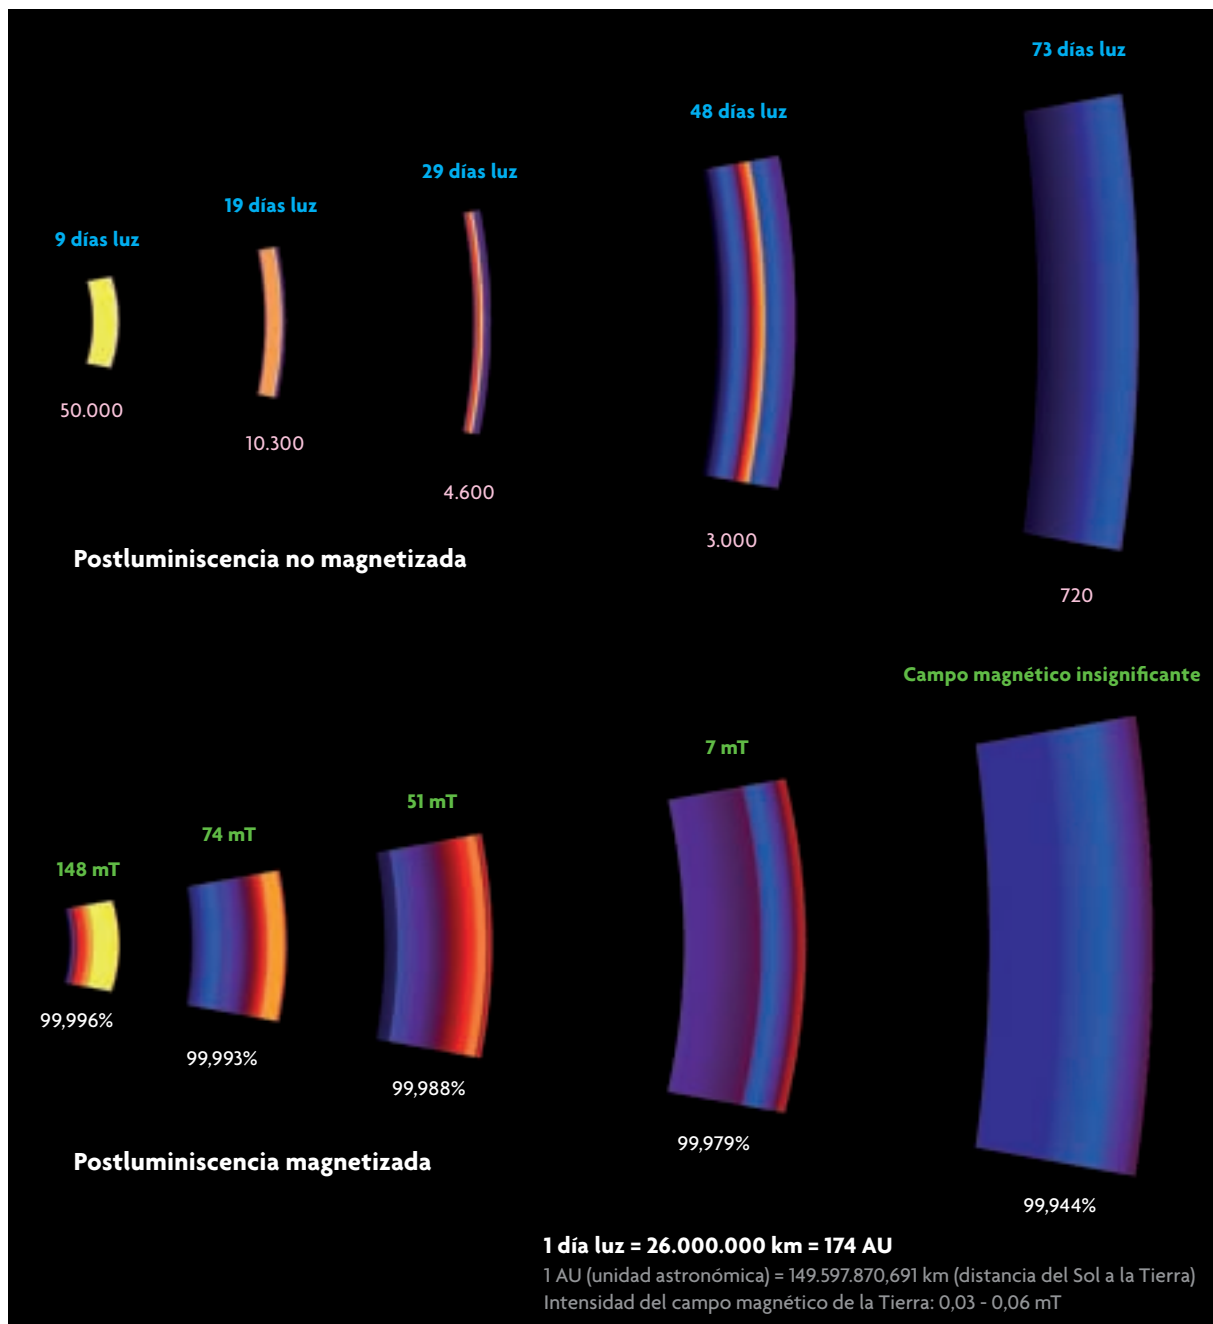 73 días luz
48 días luz
29 días luz
19 días luz
9 días luz
50.000
10.300
4.600
3.000
720
Postluminiscencia no magnetizada
Campo magnético insignificante
7 mT
51 mT
74 mT
148 mT
99,996%
99,993%
99,988%
99,979%
99,944%
Postluminiscencia magnetizada
1 día luz = 26.000.000 km = 174 AU
1 AU (unidad astronómica) = 149.597.870,691 km (distancia del Sol a la Tierra)
Intensidad del campo magnético de la Tierra: 0,03 - 0,06 mT